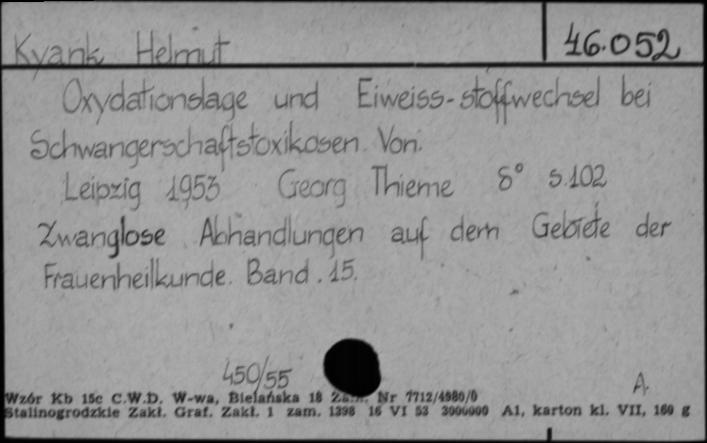 Kyank Helmut 46.052
Oxydationslage und Eiweiss-stoffwechsel bei
Schwangerschaftstoxikosen. Von.
Leipzig 1953 Georg Thieme 8° s.102
Zwanglose Abhandlungen auf dem Gebiete der
Frauenheilkunde. Band. 15.
450/55
A.
Wzór Kb 15c C.W.D. W-wa, Bielańska 18 Zam. Nr 7712/4980/0
Stalinogrodzkie Zakł. Graf. Zakł. 1 zam. 1398 16 VI 53 3000000 A1, karton kl. VII, 160 g